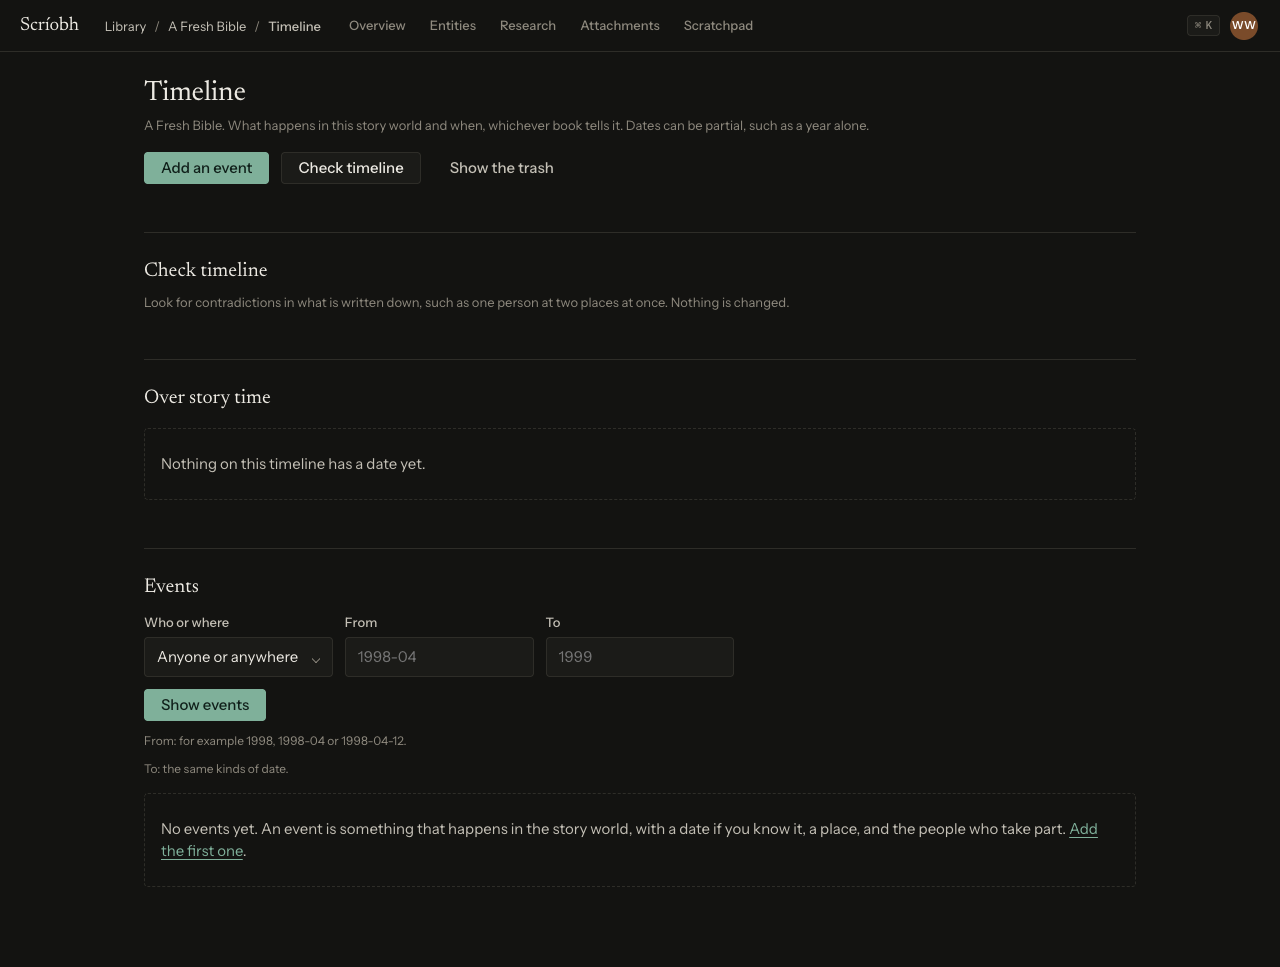 Scríobh Library / A Fresh Bible / Timeline Overview Entities Research Attachments Scratchpad ⌘ K WW
Timeline
A Fresh Bible. What happens in this story world and when, whichever book tells it. Dates can be partial, such as a year alone.
Add an event Check timeline Show the trash
Check timeline
Look for contradictions in what is written down, such as one person at two places at once. Nothing is changed.
Over story time
Nothing on this timeline has a date yet.
Events
Who or where From To
Anyone or anywhere 1998-04 1999
Show events
From: for example 1998, 1998-04 or 1998-04-12.
To: the same kinds of date.
No events yet. An event is something that happens in the story world, with a date if you know it, a place, and the people who take part. Add
the first one.